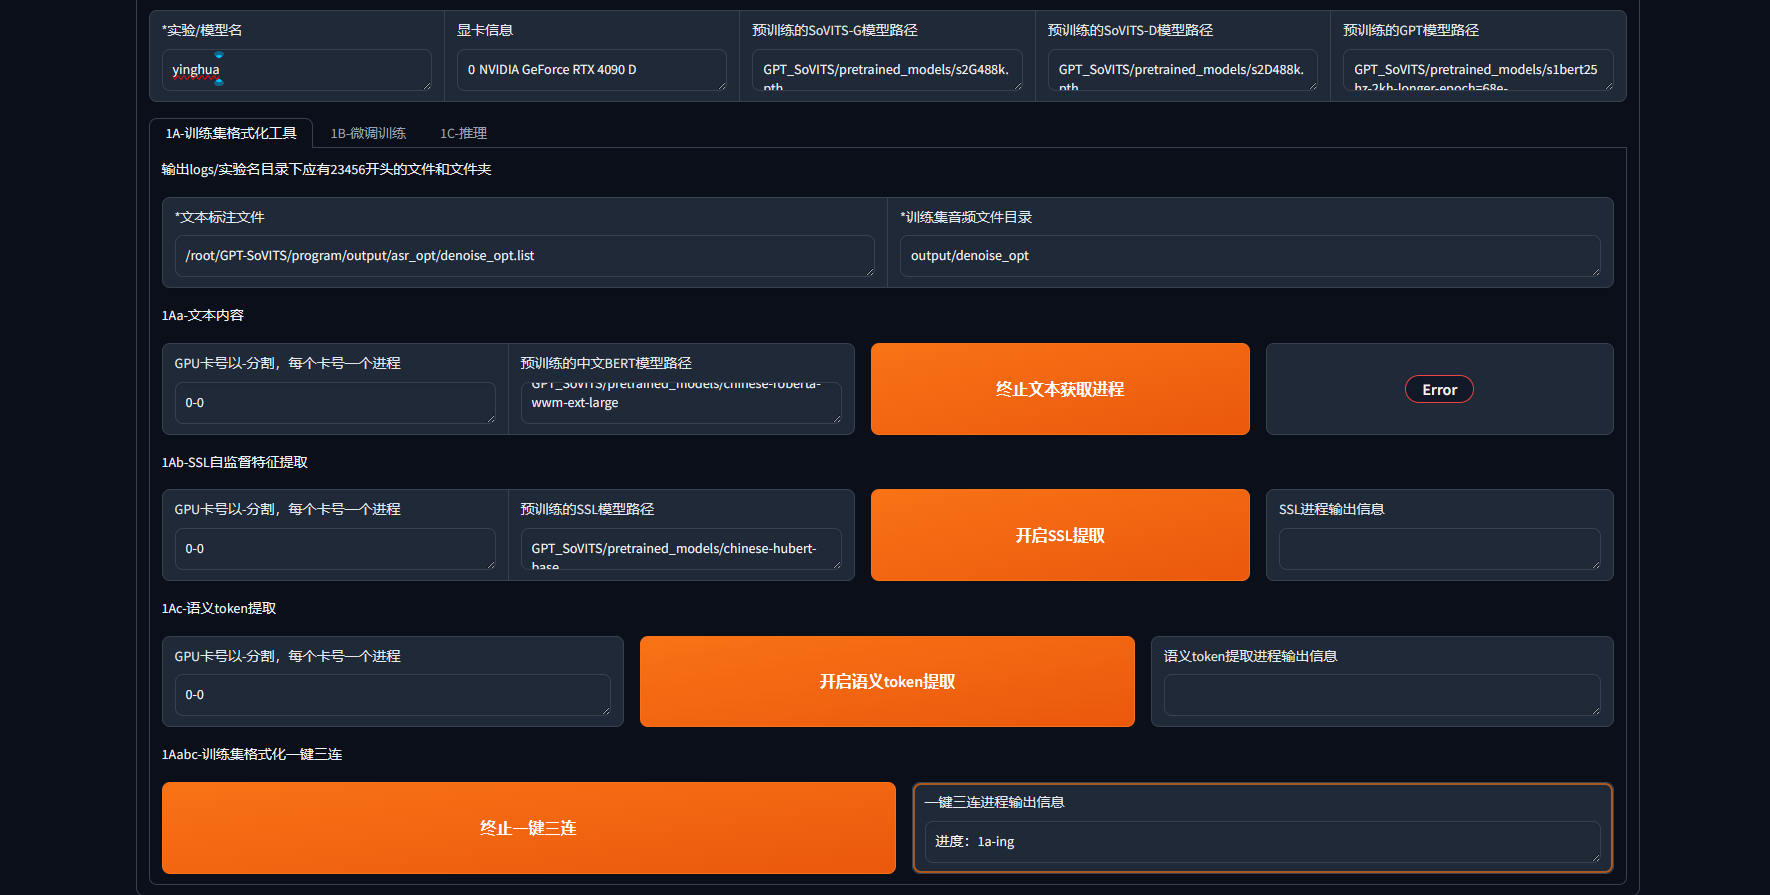 *实验/模型名
yinghua
显卡信息
0 NVIDIA GeForce RTX 4090 D
预训练的SoVITS-G模型路径
GPT_SoVITS/pretrained_models/s2G488k.
pth
预训练的SoVITS-D模型路径
GPT_SoVITS/pretrained_models/s2D488k.
pth
预训练的GPT模型路径
GPT_SoVITS/pretrained_models/s1bert25
hz-2kh-longer-epoch=68e-
1A-训练集格式化工具
1B-微调训练
1C-推理
输出logs/实验名目录下应有23456开头的文件和文件夹
*文本标注文件
/root/GPT-SoVITS/program/output/asr_opt/denoise_opt.list
*训练集音频文件目录
output/denoise_opt
1Aa-文本内容
GPU卡号以-分割，每个卡号一个进程
0-0
预训练的中文BERT模型路径
GPT_SoVITS/pretrained_models/chinese-roberta-
wwm-ext-large
终止文本获取进程
Error
1Ab-SSL自监督特征提取
GPU卡号以-分割，每个卡号一个进程
0-0
预训练的SSL模型路径
GPT_SoVITS/pretrained_models/chinese-hubert-
base
开启SSL提取
SSL进程输出信息
1Ac-语义token提取
GPU卡号以-分割，每个卡号一个进程
0-0
开启语义token提取
语义token提取进程输出信息
1Aabc-训练集格式化一键三连
终止一键三连
一键三连进程输出信息
进度：1a-ing